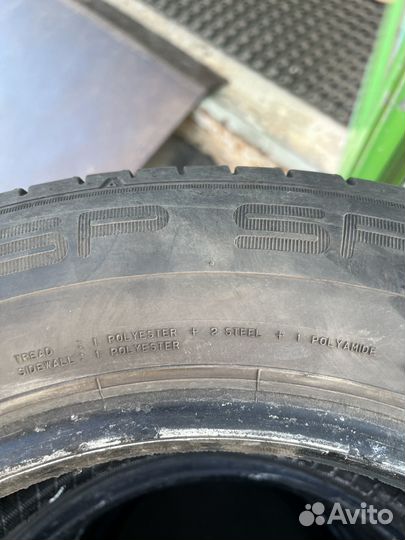 SP SP
TREAD : 1 POLYESTER + 2 STEEL + 1 POLYAMIDE
SIDEWALL : 1 POLYESTER
Avito